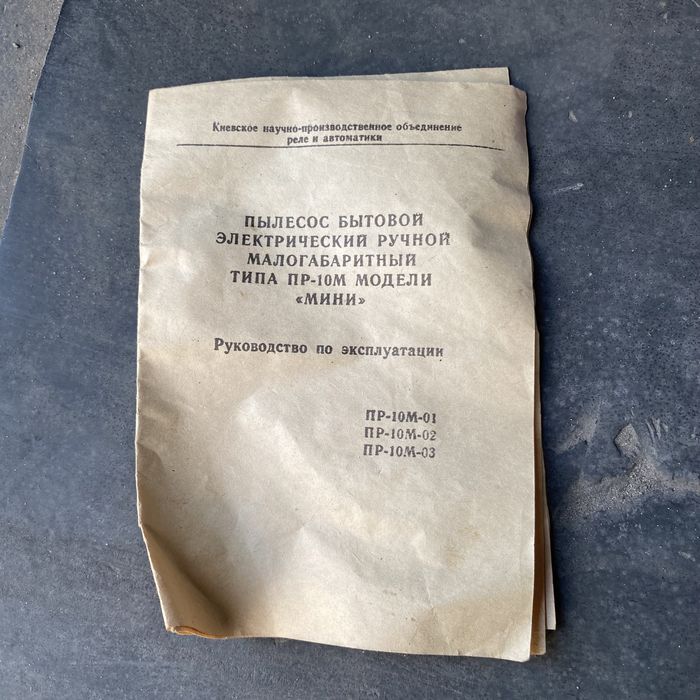 Киевское научно-производственное объединение
реле и автоматики
ПЫЛЕСОС БЫТОВОЙ
ЭЛЕКТРИЧЕСКИЙ РУЧНОЙ
МАЛОГАБАРИТНЫЙ
ТИПА ПР-10М МОДЕЛИ
«МИНИ»
Руководство по эксплуатации
ПР-10М-01
ПР-10М-02
ПР-10М-03